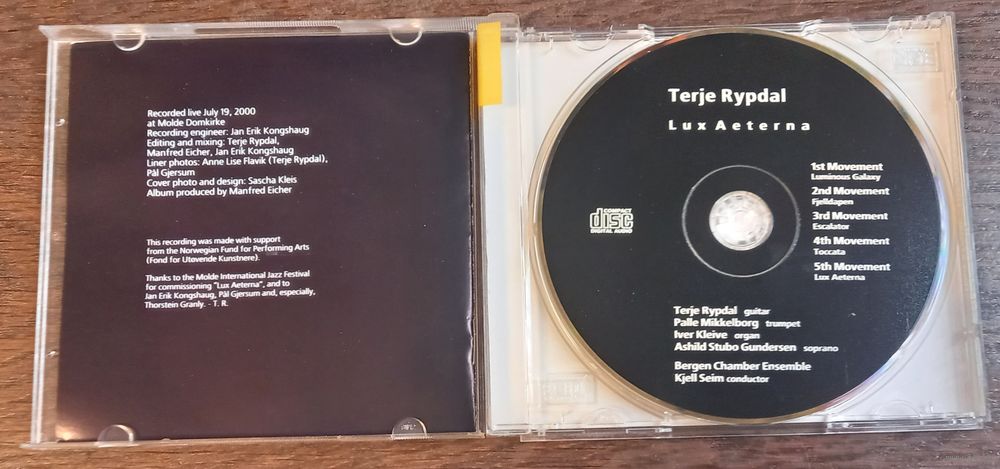 Recorded live July 19, 2000
at Molde Domkirke
Recording engineer: Jan Erik Kongshaug
Editing and mixing: Terje Rypdal,
Manfred Eicher, Jan Erik Kongshaug
Liner photos: Anne Lise Flavik (Terje Rypdal),
Pål Gjersum
Cover photo and design: Sascha Kleis
Album produced by Manfred Eicher
This recording was made with support
from the Norwegian Fund for Performing Arts
(Fond for Utøvende Kunstnere).
Thanks to the Molde International Jazz Festival
for commissioning "Lux Aeterna", and to
Jan Erik Kongshaug, Pål Gjersum and, especially,
Thorstein Granly. - T. R.
Terje Rypdal
Lux Aeterna
1st Movement
Luminous Galaxy
2nd Movement
Fjelldapen
3rd Movement
Escalator
4th Movement
Toccata
5th Movement
Lux Aeterna
COMPACT
disc
DIGITAL AUDIO
Terje Rypdal guitar
Palle Mikkelborg trumpet
Iver Kleive organ
Ashild Stubo Gundersen soprano
Bergen Chamber Ensemble
Kjell Seim conductor